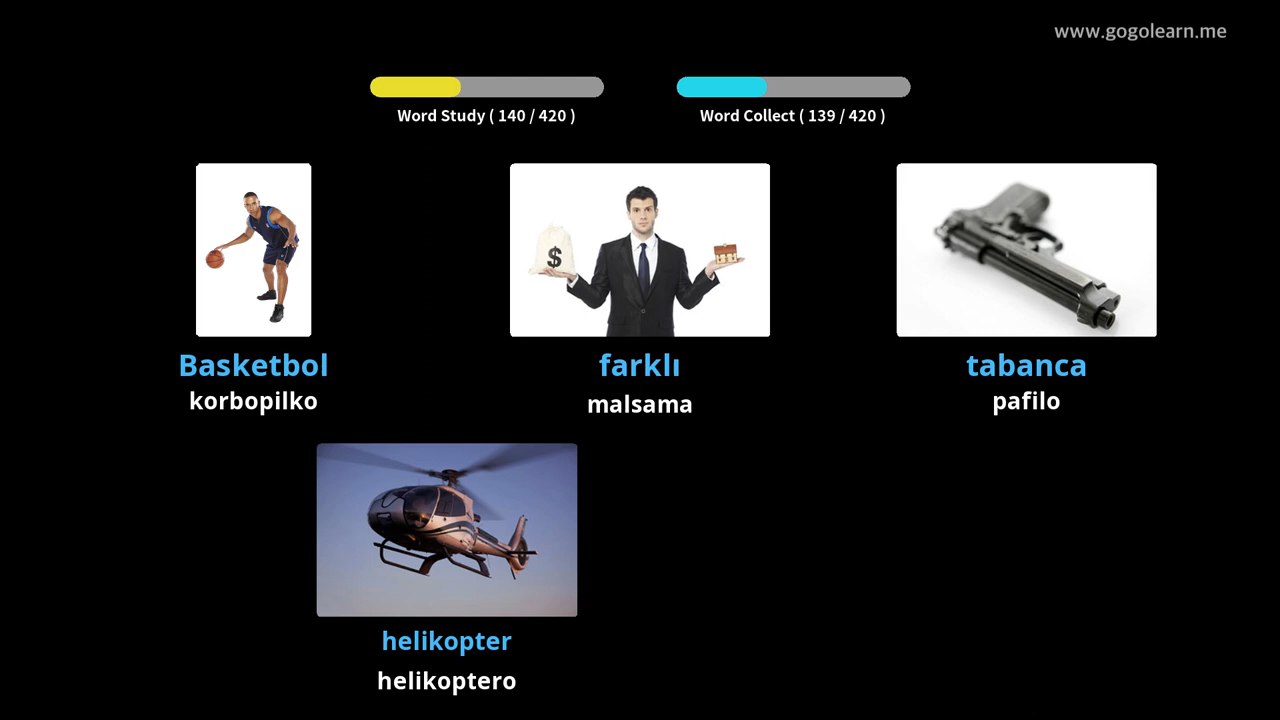 www.gogolearn.me
Word Study ( 140 / 420 )
Word Collect ( 139 / 420 )
$
Basketbol
farklı
tabanca
korbopilko
malsama
pafilo
helikopter
helikoptero